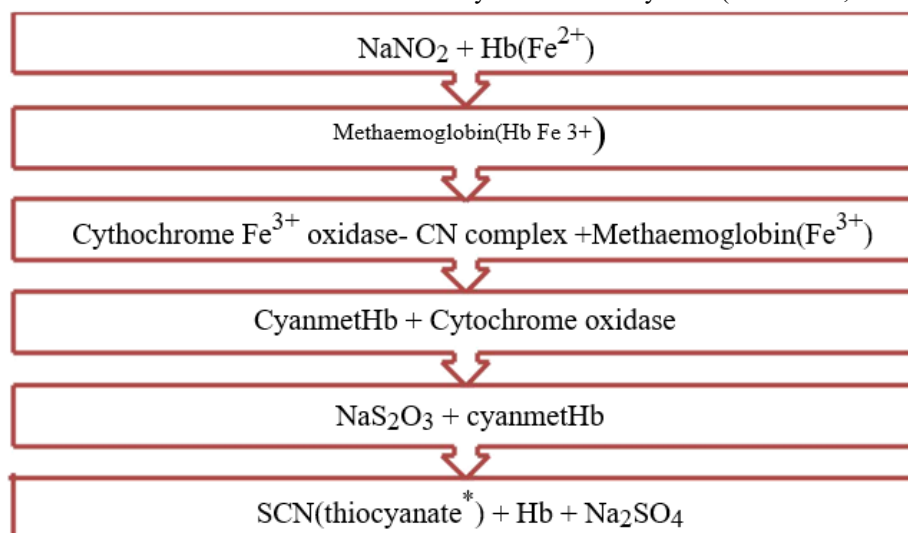 NaNO₂ + Hb(Fe²⁺)
Methaemoglobin(Hb Fe 3+)
Cythochrome Fe³⁺ oxidase- CN complex +Methaemoglobin(Fe³⁺)
CyanmetHb + Cytochrome oxidase
NaS₂O₃ + cyanmetHb
SCN(thiocyanate*) + Hb + Na₂SO₄